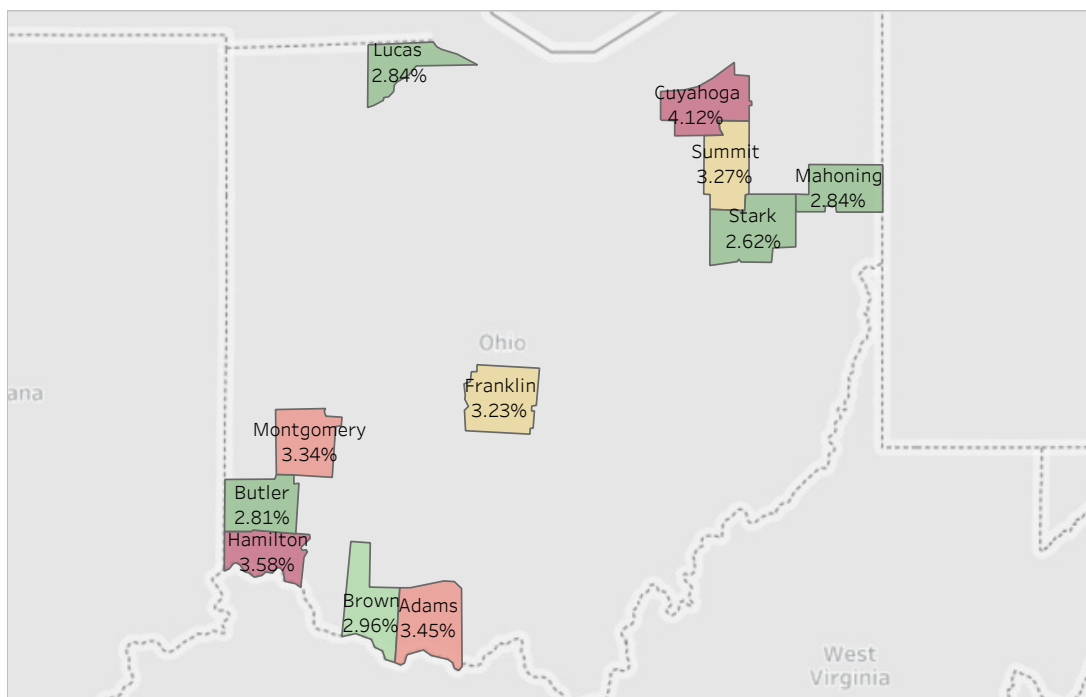 Lucas
2.84%
Cuyahoga
4.12%
Summit
3.27%
Mahoning
2.84%
Stark
2.62%
Ohio
Franklin
3.23%
ana
Montgomery
3.34%
Butler
2.81%
Hamilton
3.58%
Brown
2.96%
Adams
3.45%
West
Virginia